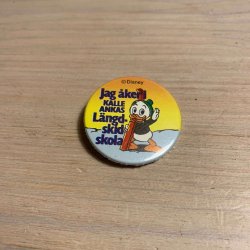 ©Disney
Jag åker
KALLE
ANKAS
Längd-
skid
skola